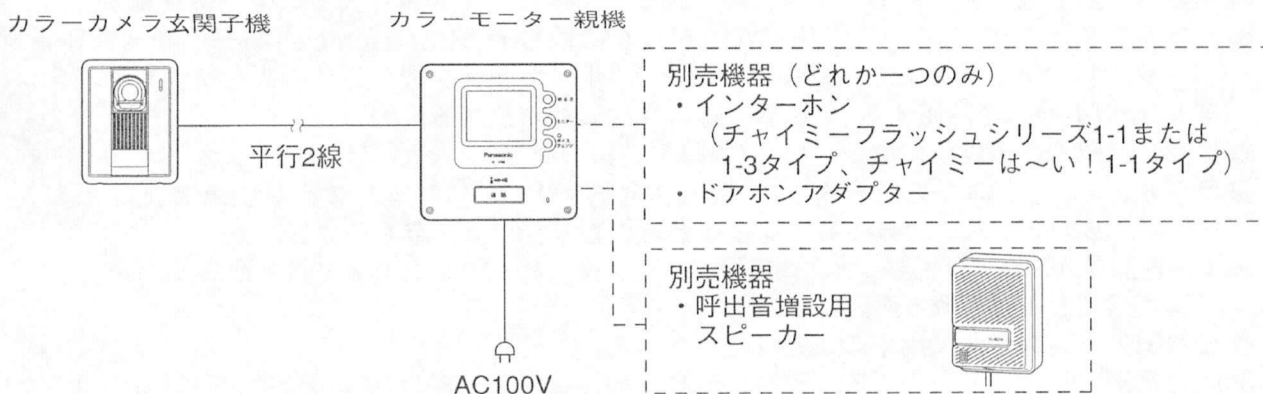 カラーカメラ玄関子機
カラーモニター親機
平行2線
Panasonic
通話
AC100V
別売機器（どれか一つのみ）
・インターホン
（チャイミーフラッシュシリーズ1-1または
1-3タイプ、チャイミーは～い！1-1タイプ）
・ドアホンアダプター
別売機器
・呼出音増設用
スピーカー